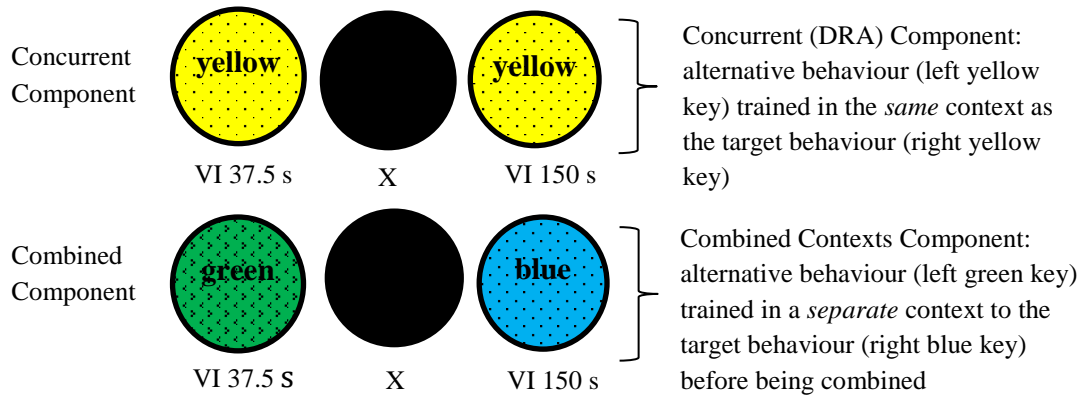 Concurrent
Component
yellow
yellow
VI 37.5 s
X
VI 150 s
Concurrent (DRA) Component:
alternative behaviour (left yellow
key) trained in the same context as
the target behaviour (right yellow
key)
Combined
Component
green
blue
VI 37.5 s
X
VI 150 s
Combined Contexts Component:
alternative behaviour (left green key)
trained in a separate context to the
target behaviour (right blue key)
before being combined